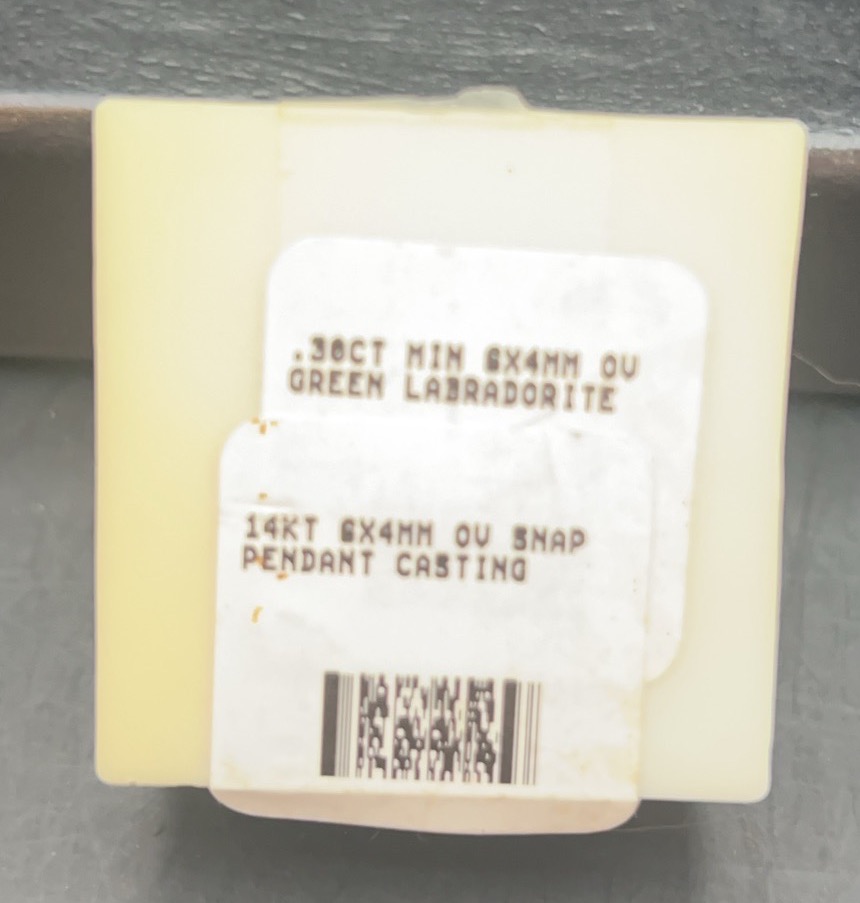 .30CT MIN 6X4MM OV
GREEN LABRADORITE
14KT 6X4MM OV SNAP
PENDANT CASTING